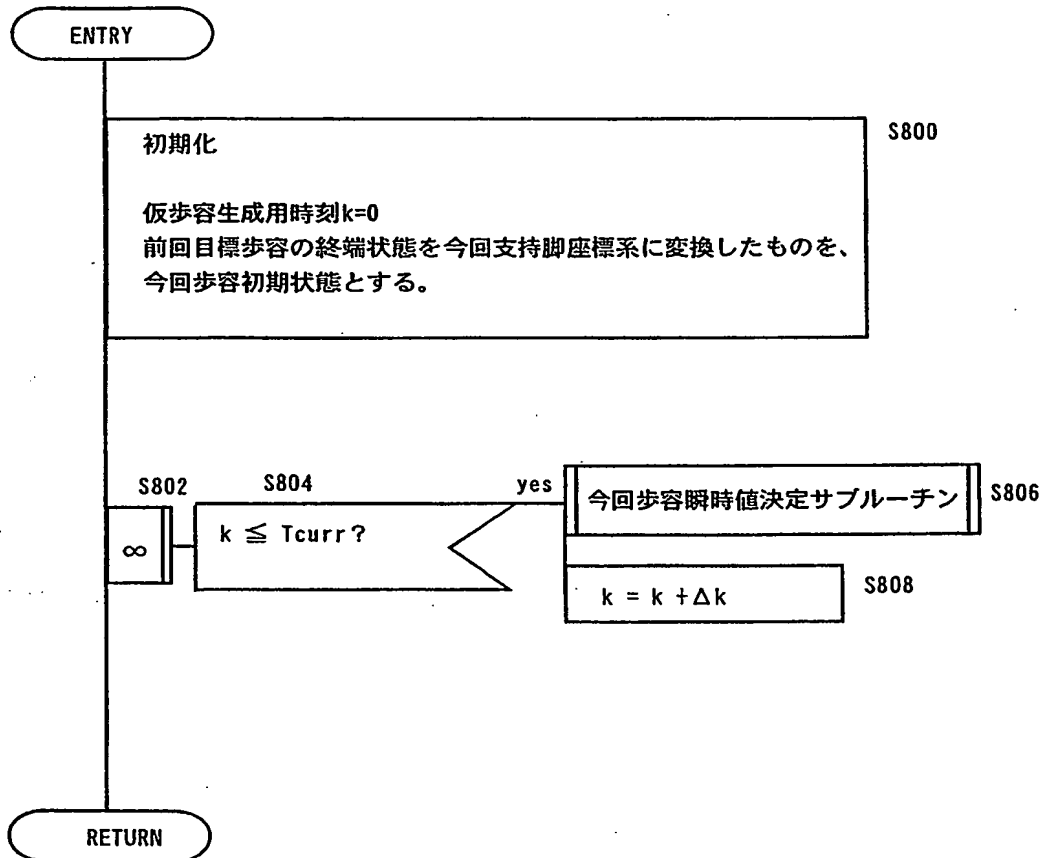 ENTRY
S800
初期化
仮歩容生成用時刻k=0
前回目標歩容の終端状態を今回支持脚座標系に変換したものを、
今回歩容初期状態とする。
S802
∞
S804
k ≦ Tcurr?
yes
今回歩容瞬時値決定サブルーチン
S806
k = k +Δk
S808
RETURN